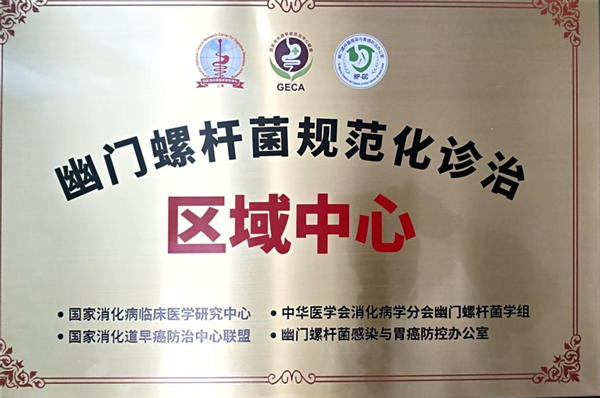 GECA
HP-GC
幽门螺杆菌规范化诊治
区域中心
• 国家消化病临床医学研究中心
• 中华医学会消化病学分会幽门螺杆菌学组
• 国家消化道早癌防治中心联盟
• 幽门螺杆菌感染与胃癌防控办公室